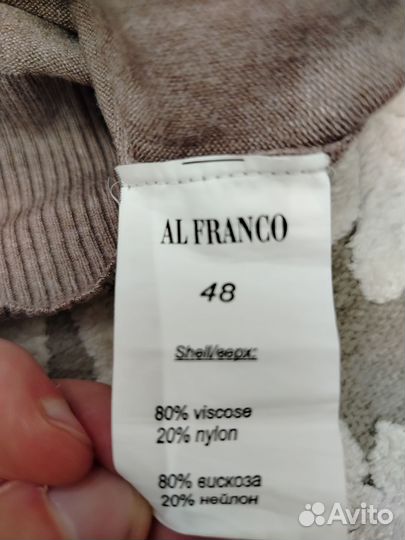 AL FRANCO
48
Shell/верх:
80% viscose
20% nylon
80% вискоза
20% нейлон
Avito